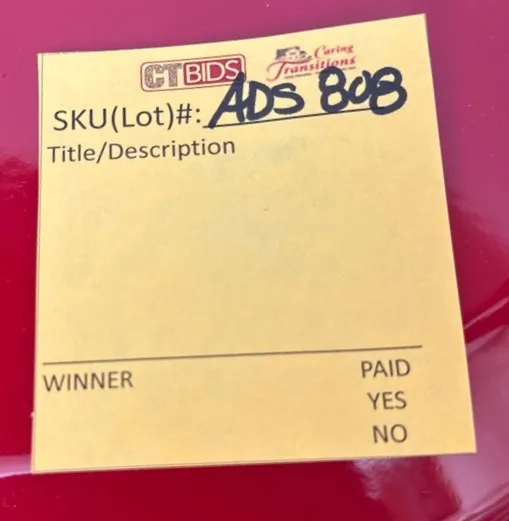 CTBIDS
Caring Transitions
SKU(Lot)#: ADS 808
Title/Description
WINNER PAID
YES
NO